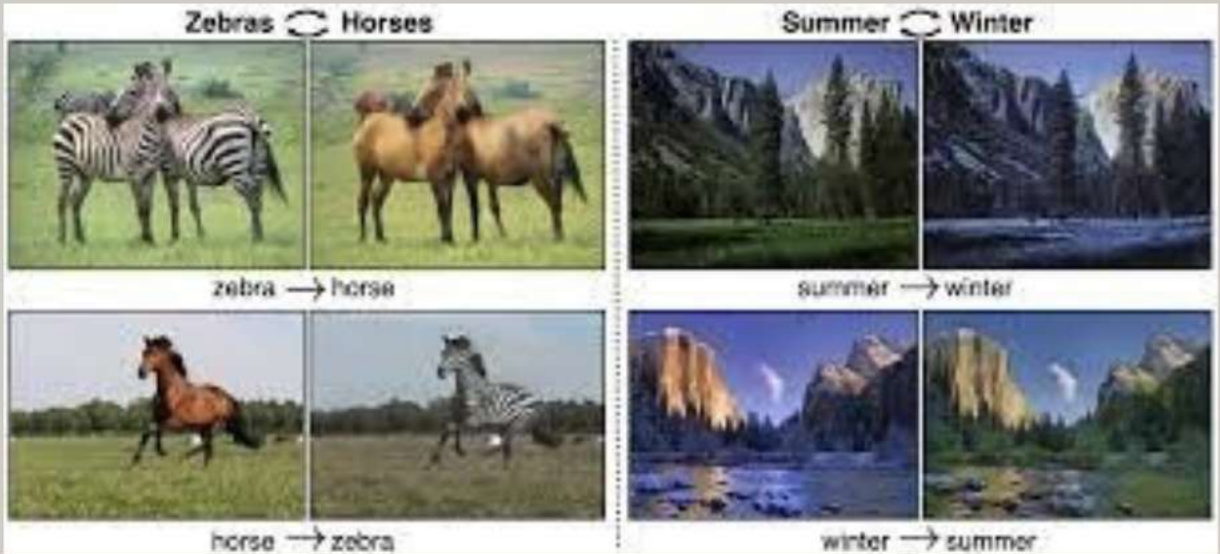 Zebras Horses
zebra → horse
horse → zebra
Summer Winter
summer → winter
winter → summer